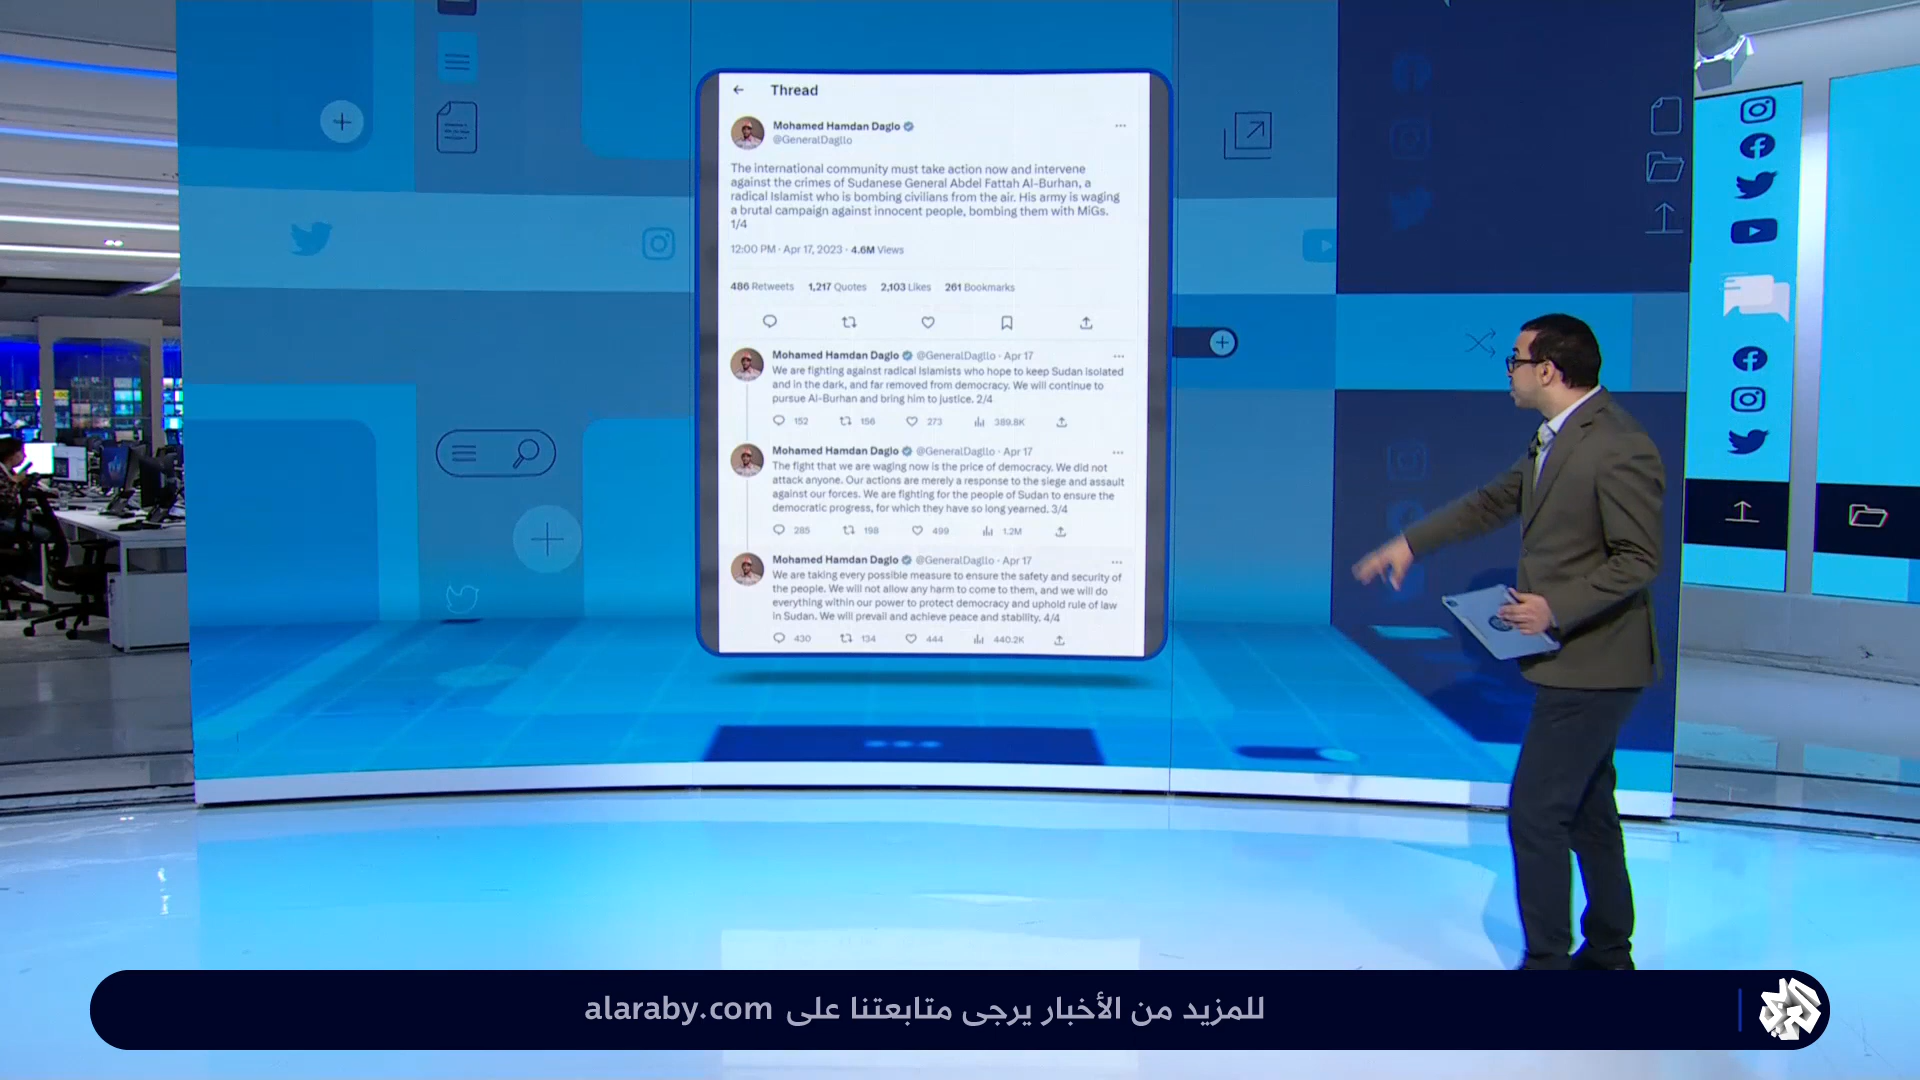 Thread
Mohamed Hamdan Daglo
@GeneralDagllo
The international community must take action now and intervene
against the crimes of Sudanese General Abdel Fattah Al-Burhan, a
radical Islamist who is bombing civilians from the air. His army is waging
a brutal campaign against innocent people, bombing them with MiGs.
1/4
12:00 PM · Apr 17, 2023 · 4.6M Views
486 Retweets 1,217 Quotes 2,103 Likes 261 Bookmarks
Mohamed Hamdan Daglo @GeneralDagllo · Apr 17
We are fighting against radical Islamists who hope to keep Sudan isolated
and in the dark, and far removed from democracy. We will continue to
pursue Al-Burhan and bring him to justice. 2/4
152 156 273 389.8K
Mohamed Hamdan Daglo @GeneralDagllo · Apr 17
The fight that we are waging now is the price of democracy. We did not
attack anyone. Our actions are merely a response to the siege and assault
against our forces. We are fighting for the people of Sudan to ensure the
democratic progress, for which they have so long yearned. 3/4
285 198 499 1.2M
Mohamed Hamdan Daglo @GeneralDagllo · Apr 17
We are taking every possible measure to ensure the safety and security of
the people. We will not allow any harm to come to them, and we will do
everything within our power to protect democracy and uphold rule of law
in Sudan. We will prevail and achieve peace and stability. 4/4
430 134 444 440.2K
للمزيد من الأخبار يرجى متابعتنا على alaraby.com